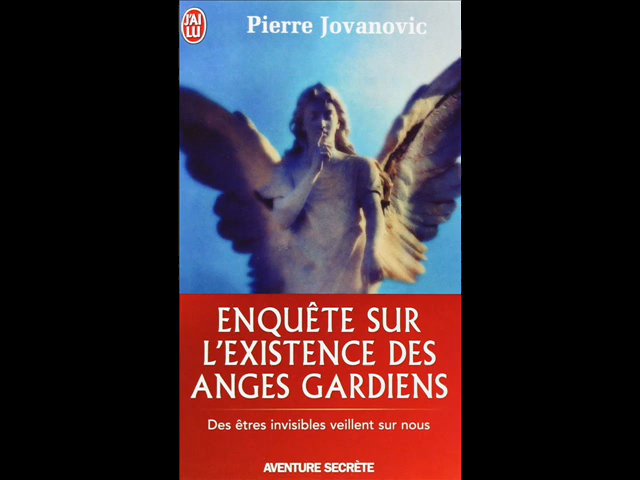 J'AI
LU
Pierre Jovanovic
ENQUÊTE SUR
L'EXISTENCE DES
ANGES GARDIENS
Des êtres invisibles veillent sur nous
AVENTURE SECRÈTE